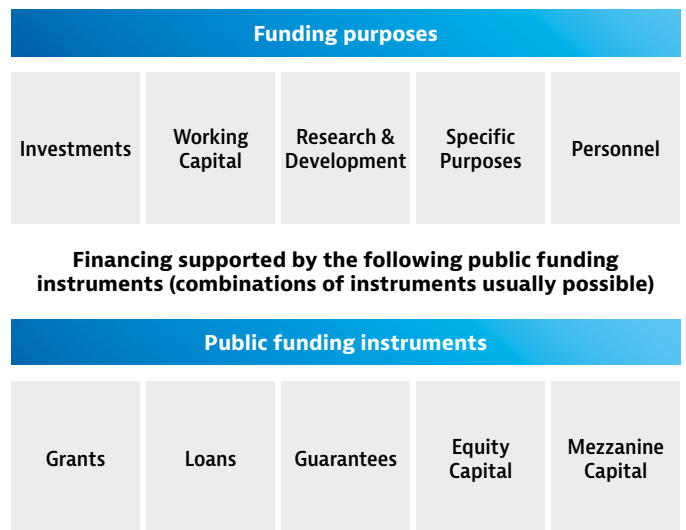 Funding purposes
Investments
Working
Capital
Research &
Development
Specific
Purposes
Personnel
Financing supported by the following public funding
instruments (combinations of instruments usually possible)
Public funding instruments
Grants
Loans
Guarantees
Equity
Capital
Mezzanine
Capital